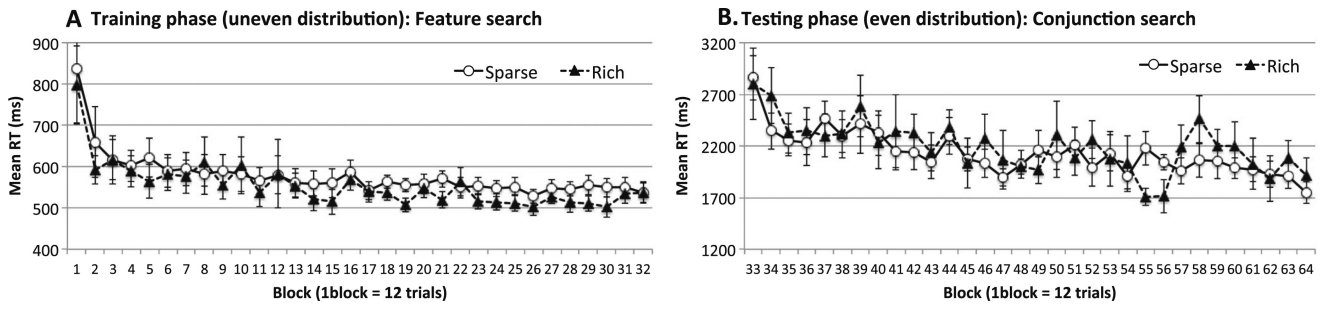 A Training phase (uneven distribution): Feature search
900
800
700
600
500
400
Mean RT (ms)
Sparse Rich
1 2 3 4 5 6 7 8 9 10 11 12 13 14 15 16 17 18 19 20 21 22 23 24 25 26 27 28 29 30 31 32
Block (1block = 12 trials)
B. Testing phase (even distribution): Conjunction search
3200
2700
2200
1700
1200
Mean RT (ms)
Sparse Rich
33 34 35 36 37 38 39 40 41 42 43 44 45 46 47 48 49 50 51 52 53 54 55 56 57 58 59 60 61 62 63 64
Block (1block = 12 trials)